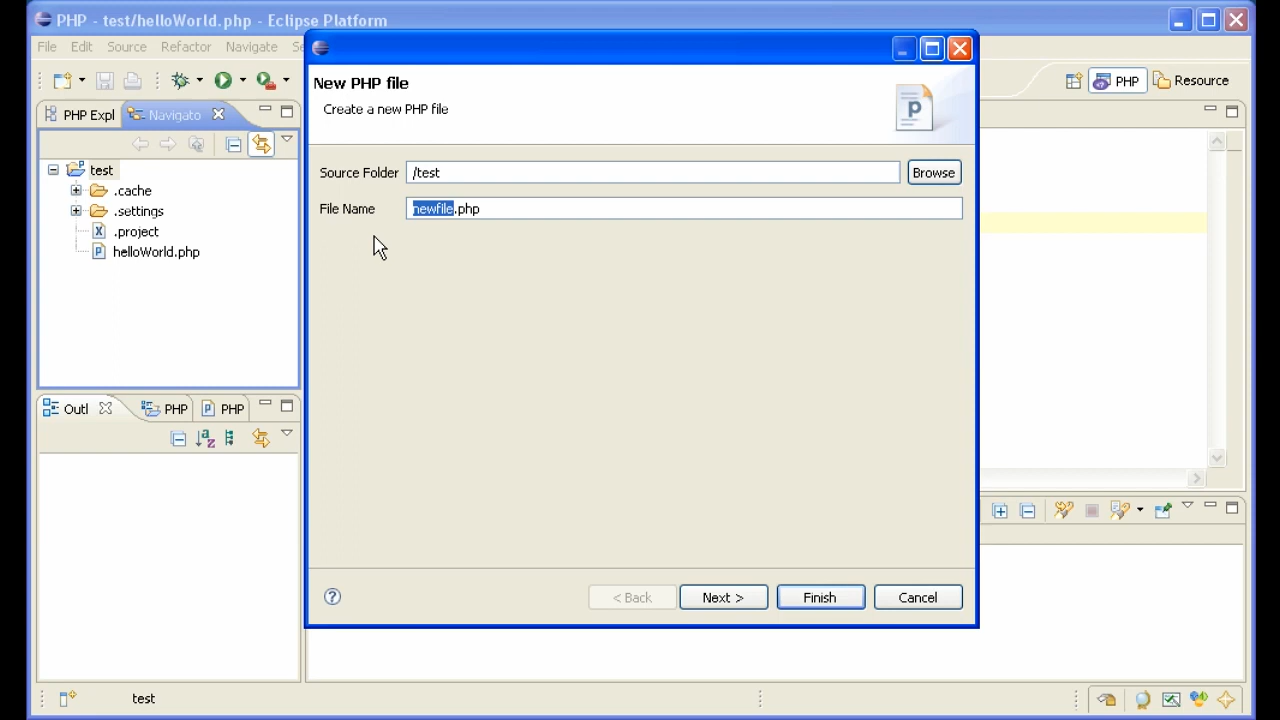 PHP - test/helloWorld.php - Eclipse Platform
File Edit Source Refactor Navigate
PHP Resource
PHP Expl Navigato
test
.cache
.settings
.project
helloWorld.php
Outl PHP PHP
New PHP file
Create a new PHP file
Source Folder /test Browse
File Name newfile.php
< Back Next > Finish Cancel
test